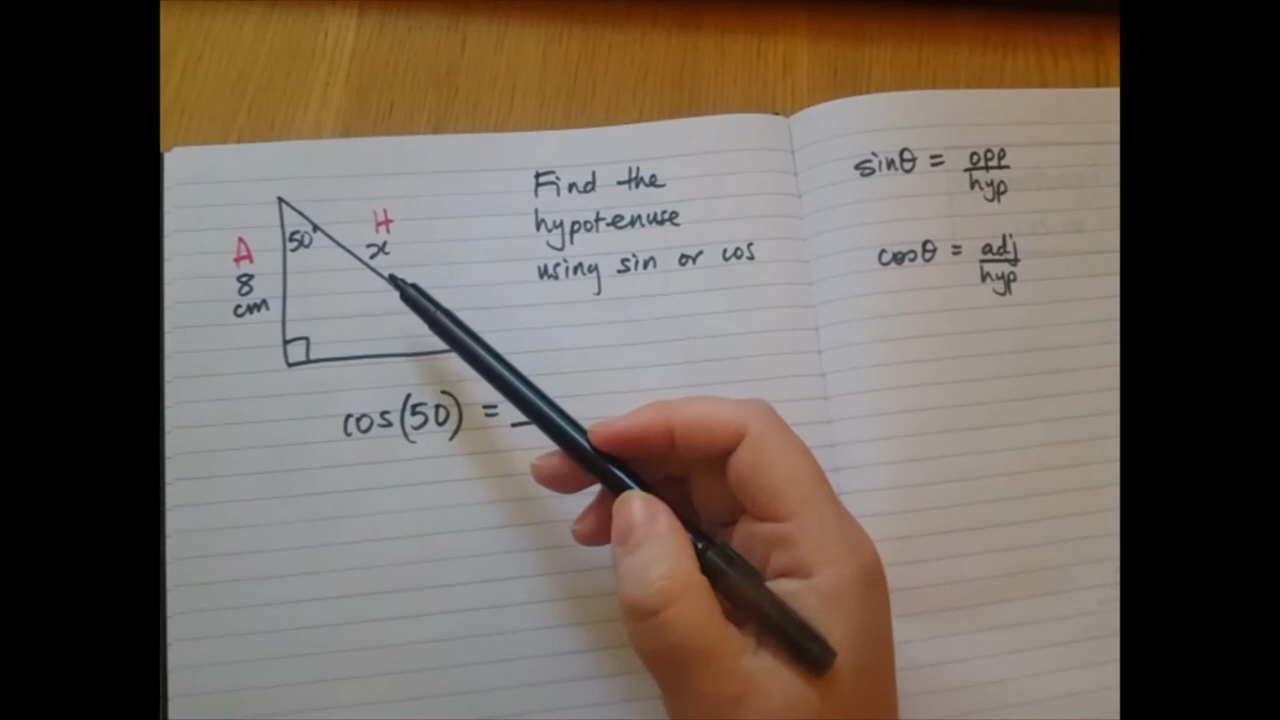 Find the
hypotenuse
using sin or cos
A
8
cm
50°
H
x
cos(50) =
sinθ = opp/hyp
cosθ = adj/hyp